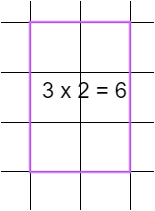 3 x 2 = 6